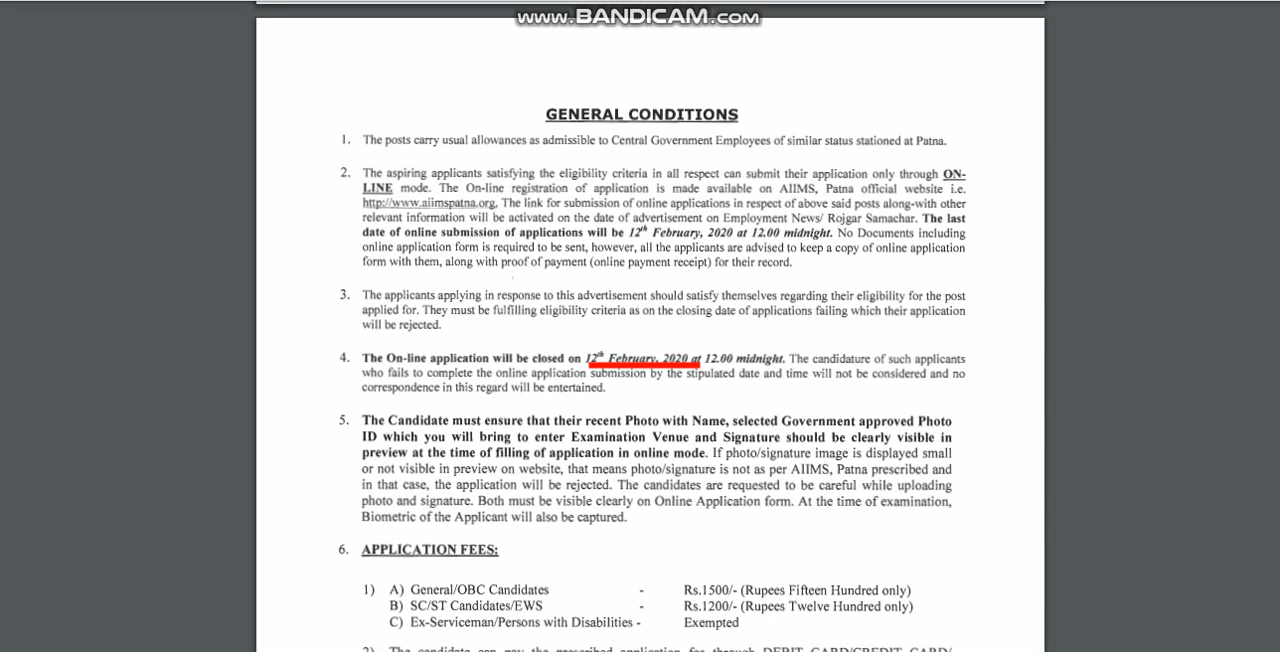 www.BANDICAM.com
GENERAL CONDITIONS
1. The posts carry usual allowances as admissible to Central Government Employees of similar status stationed at Patna.
2. The aspiring applicants satisfying the eligibility criteria in all respect can submit their application only through ON-
LINE mode. The On-line registration of application is made available on AIIMS, Patna official website i.e.
http://www.aiimspatna.org. The link for submission of online applications in respect of above said posts along-with other
relevant information will be activated on the date of advertisement on Employment News/ Rojgar Samachar. The last
date of online submission of applications will be 12th February, 2020 at 12.00 midnight. No Documents including
online application form is required to be sent, however, all the applicants are advised to keep a copy of online application
form with them, along with proof of payment (online payment receipt) for their record.
3. The applicants applying in response to this advertisement should satisfy themselves regarding their eligibility for the post
applied for. They must be fulfilling eligibility criteria as on the closing date of applications failing which their application
will be rejected.
4. The On-line application will be closed on 12th February, 2020 at 12.00 midnight. The candidature of such applicants
who fails to complete the online application submission by the stipulated date and time will not be considered and no
correspondence in this regard will be entertained.
5. The Candidate must ensure that their recent Photo with Name, selected Government approved Photo
ID which you will bring to enter Examination Venue and Signature should be clearly visible in
preview at the time of filling of application in online mode. If photo/signature image is displayed small
or not visible in preview on website, that means photo/signature is not as per AIIMS, Patna prescribed and
in that case, the application will be rejected. The candidates are requested to be careful while uploading
photo and signature. Both must be visible clearly on Online Application form. At the time of examination,
Biometric of the Applicant will also be captured.
6. APPLICATION FEES:
1) A) General/OBC Candidates - Rs.1500/- (Rupees Fifteen Hundred only)
B) SC/ST Candidates/EWS - Rs.1200/- (Rupees Twelve Hundred only)
C) Ex-Serviceman/Persons with Disabilities - Exempted
2) The candidate can pay the prescribed application fee through DEBIT CARD/CREDIT CARD/